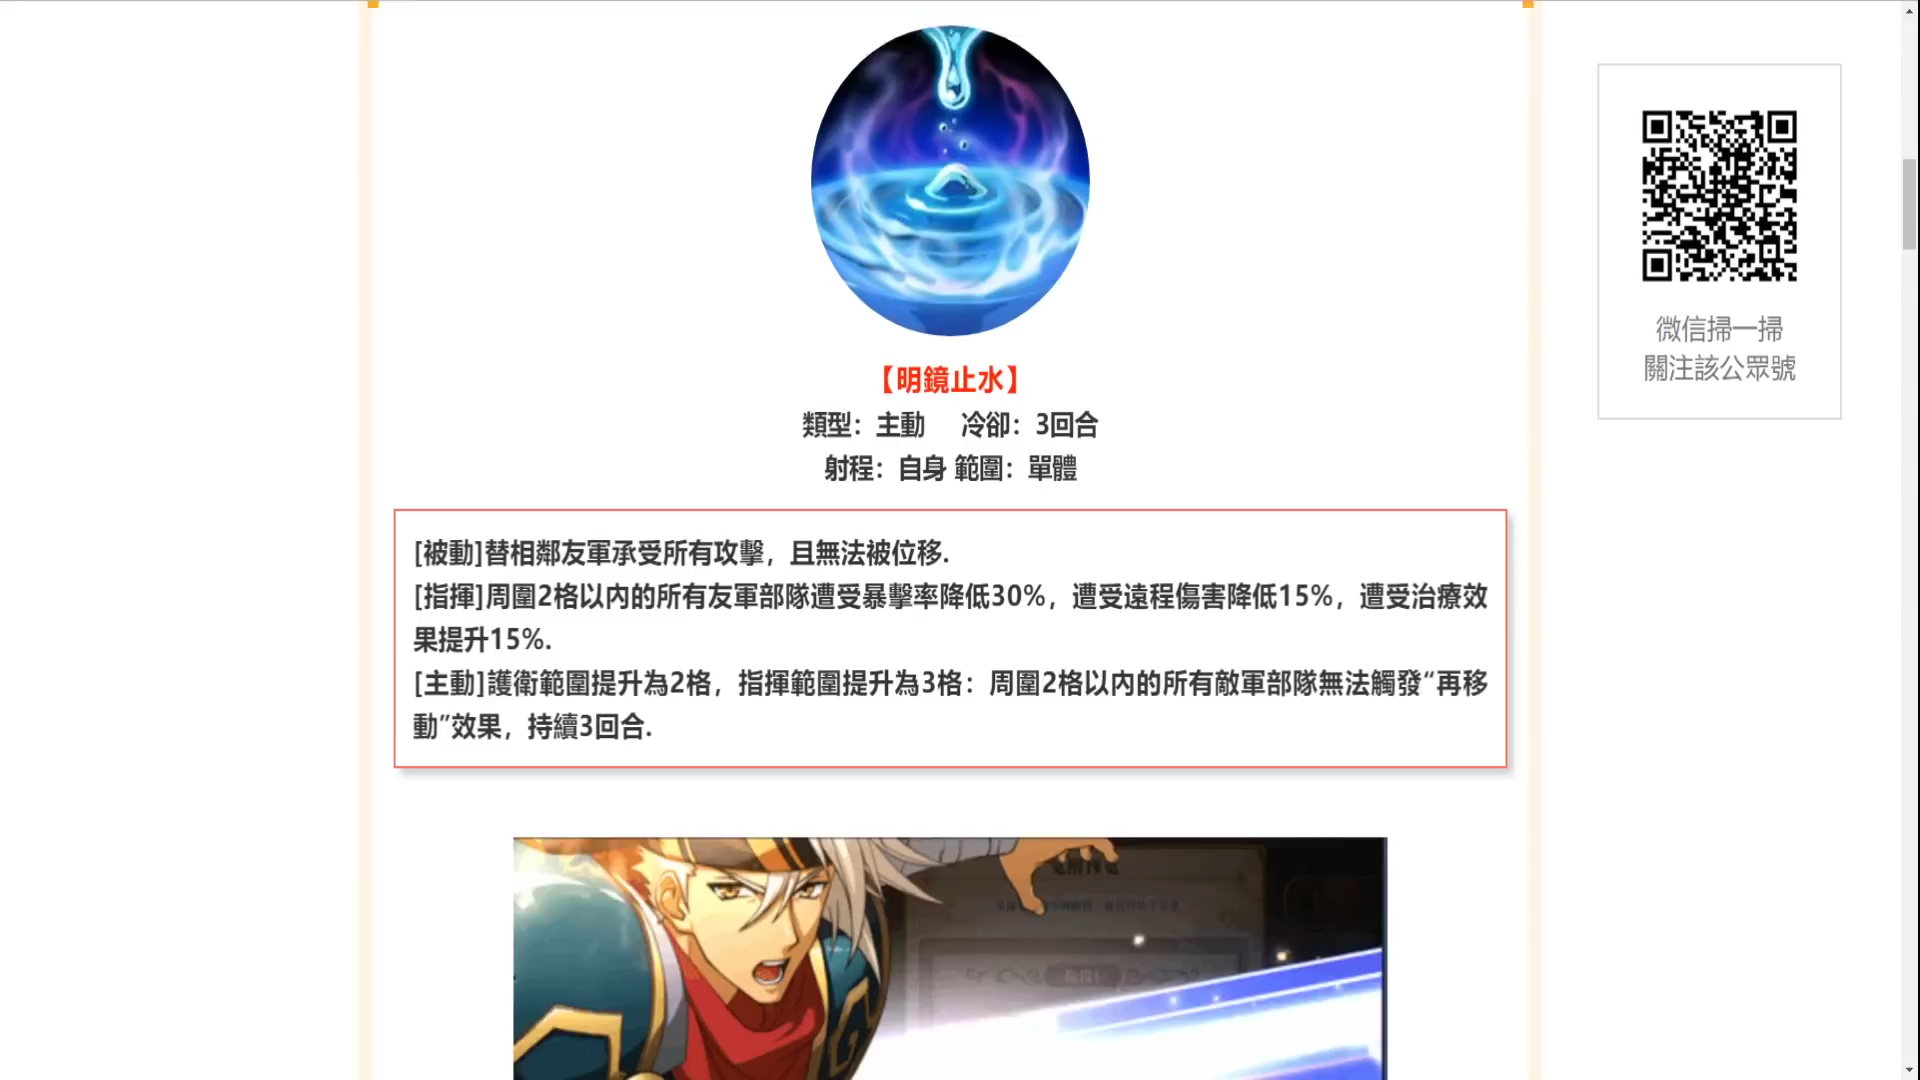 【明鏡止水】
類型：主動　冷卻：3回合
射程：自身 範圍：單體
[被動]替相鄰友軍承受所有攻擊，且無法被位移.
[指揮]周圍2格以內的所有友軍部隊遭受暴擊率降低30%，遭受遠程傷害降低15%，遭受治療效
果提升15%.
[主動]護衛範圍提升為2格，指揮範圍提升為3格：周圍2格以內的所有敵軍部隊無法觸發“再移
動”效果，持續3回合.
微信掃一掃
關注該公眾號